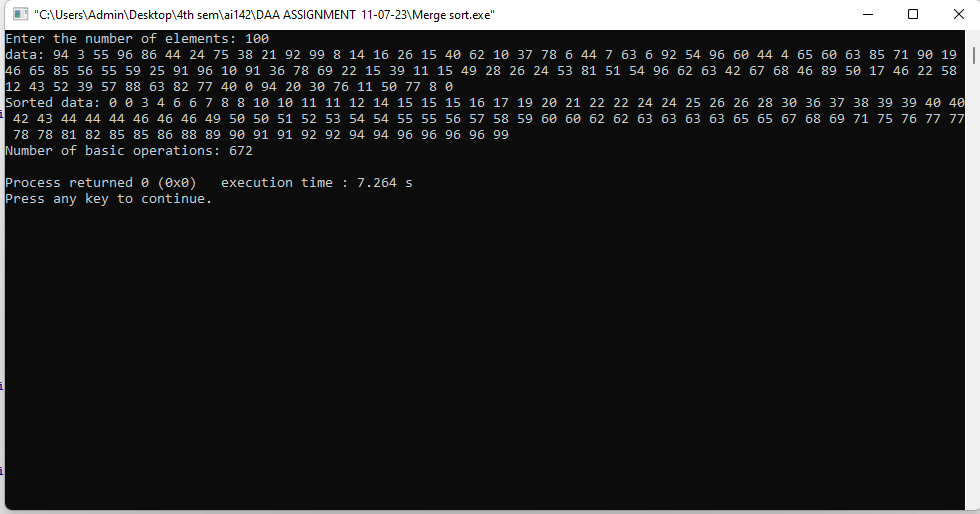 "C:\Users\Admin\Desktop\4th sem\ai142\DAA ASSIGNMENT 11-07-23\Merge sort.exe"
Enter the number of elements: 100
data: 94 3 55 96 86 44 24 75 38 21 92 99 8 14 16 26 15 40 62 10 37 78 6 44 7 63 6 92 54 96 60 44 4 65 60 63 85 71 90 19
46 65 85 56 55 59 25 91 96 10 91 36 78 69 22 15 39 11 15 49 28 26 24 53 81 51 54 96 62 63 42 67 68 46 89 50 17 46 22 58
12 43 52 39 57 88 63 82 77 40 0 94 20 30 76 11 50 77 8 0
Sorted data: 0 0 3 4 6 6 7 8 8 10 10 11 11 12 14 15 15 15 16 17 19 20 21 22 22 24 24 25 26 26 28 30 36 37 38 39 39 40 40
42 43 44 44 44 46 46 46 49 50 50 51 52 53 54 54 55 55 56 57 58 59 60 60 62 62 63 63 63 63 65 65 67 68 69 71 75 76 77 77
78 78 81 82 85 85 86 88 89 90 91 91 92 92 94 94 96 96 96 96 99
Number of basic operations: 672
Process returned 0 (0x0)   execution time : 7.264 s
Press any key to continue.
i
i
i